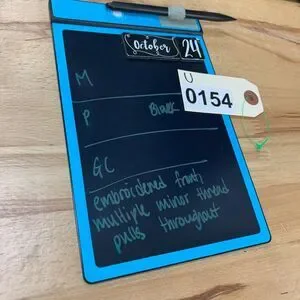 October 24
U
0154
M
P Black
GC
embroidered front
multiple minor thread
pulls throughout